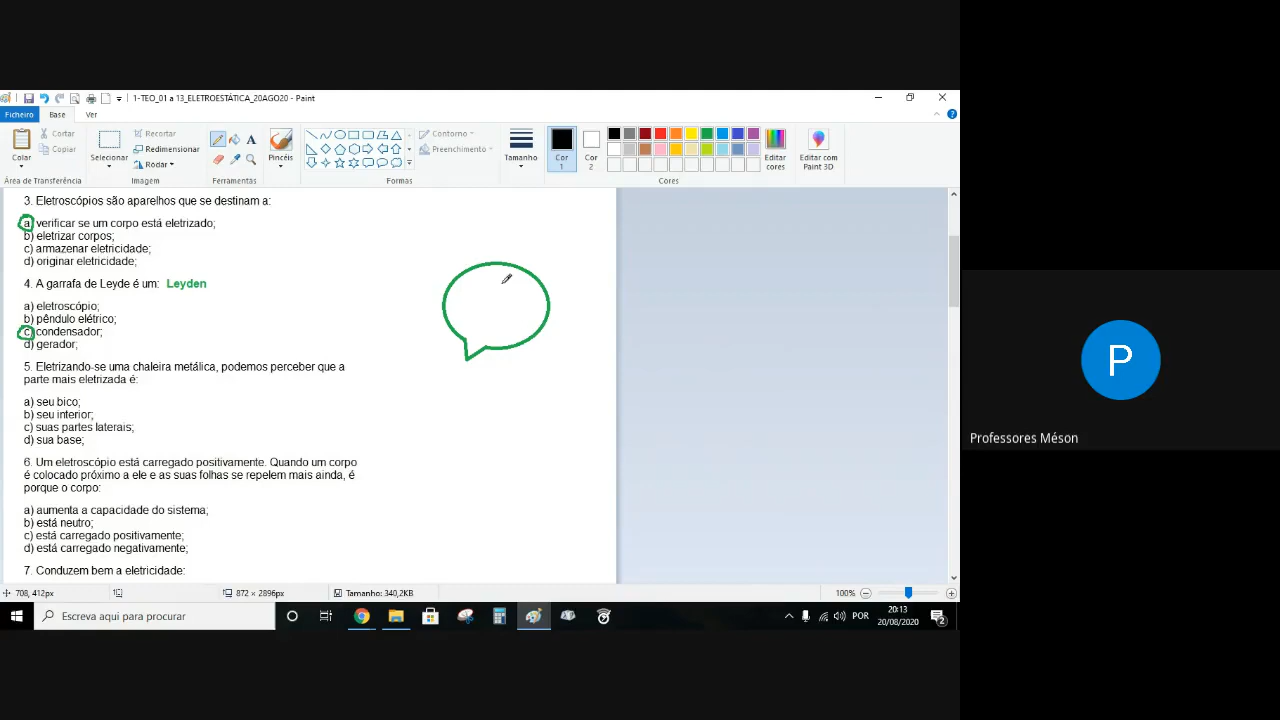 1-TEO_01 a 13_ELETROESTÁTICA_20AGO20 - Paint
Ficheiro Base Ver
Colar
Cortar
Copiar
Área de Transferência
Selecionar
Recortar
Redimensionar
Rodar
Imagem
A
Ferramentas
Pincéis
Contorno
Preenchimento
Formas
Tamanho
Cor 1
Cor 2
Editar cores
Editar com Paint 3D
Cores
3. Eletroscópios são aparelhos que se destinam a:
a) verificar se um corpo está eletrizado;
b) eletrizar corpos;
c) armazenar eletricidade;
d) originar eletricidade;
4. A garrafa de Leyde é um: Leyden
a) eletroscópio;
b) pêndulo elétrico;
c) condensador;
d) gerador;
5. Eletrizando-se uma chaleira metálica, podemos perceber que a
parte mais eletrizada é:
a) seu bico;
b) seu interior;
c) suas partes laterais;
d) sua base;
6. Um eletroscópio está carregado positivamente. Quando um corpo
é colocado próximo a ele e as suas folhas se repelem mais ainda, é
porque o corpo:
a) aumenta a capacidade do sistema;
b) está neutro;
c) está carregado positivamente;
d) está carregado negativamente;
7. Conduzem bem a eletricidade:
708, 412px
872 × 2896px
Tamanho: 340,2KB
100%
Escreva aqui para procurar
POR
20:13
20/08/2020
2
P
Professores Méson